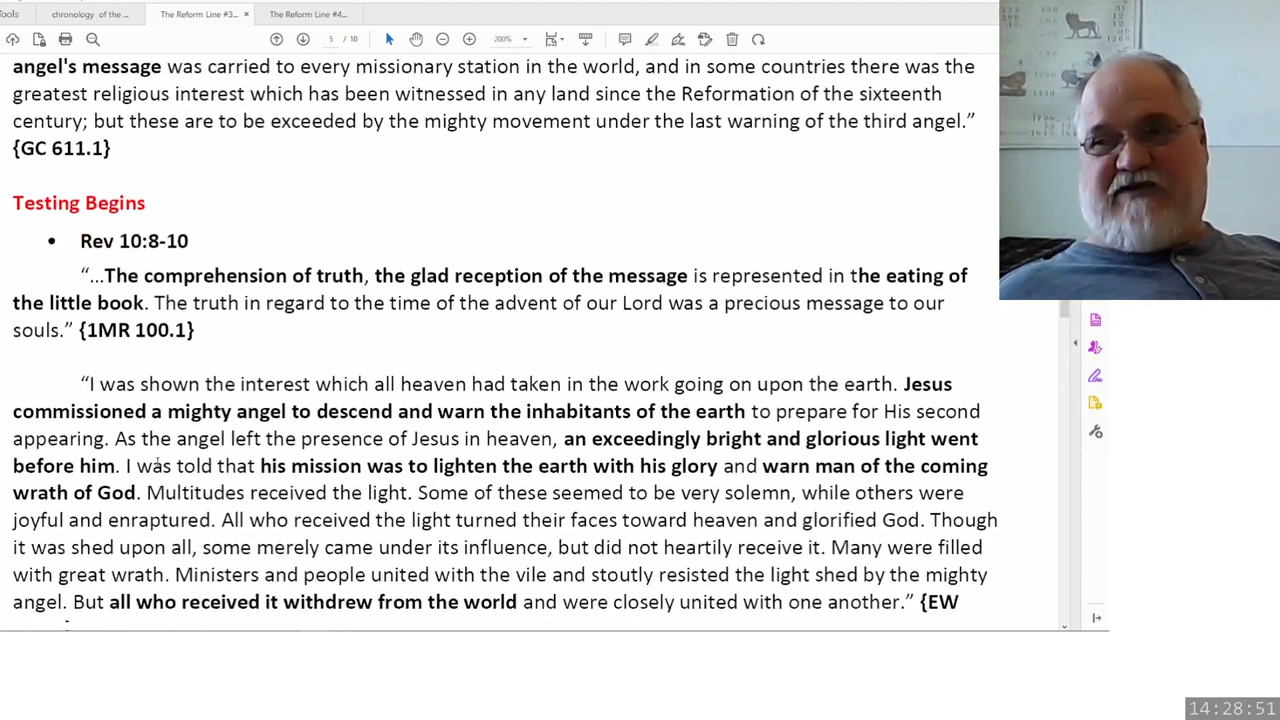 Tools
chronology of the ...
The Reform Line #3...
×
The Reform Line #4...
5 / 10
200%
angel's message was carried to every missionary station in the world, and in some countries there was the
greatest religious interest which has been witnessed in any land since the Reformation of the sixteenth
century; but these are to be exceeded by the mighty movement under the last warning of the third angel.”
{GC 611.1}
Testing Begins
• Rev 10:8-10
“…The comprehension of truth, the glad reception of the message is represented in the eating of
the little book. The truth in regard to the time of the advent of our Lord was a precious message to our
souls.” {1MR 100.1}
“I was shown the interest which all heaven had taken in the work going on upon the earth. Jesus
commissioned a mighty angel to descend and warn the inhabitants of the earth to prepare for His second
appearing. As the angel left the presence of Jesus in heaven, an exceedingly bright and glorious light went
before him. I was told that his mission was to lighten the earth with his glory and warn man of the coming
wrath of God. Multitudes received the light. Some of these seemed to be very solemn, while others were
joyful and enraptured. All who received the light turned their faces toward heaven and glorified God. Though
it was shed upon all, some merely came under its influence, but did not heartily receive it. Many were filled
with great wrath. Ministers and people united with the vile and stoutly resisted the light shed by the mighty
angel. But all who received it withdrew from the world and were closely united with one another.” {EW
14:28:51